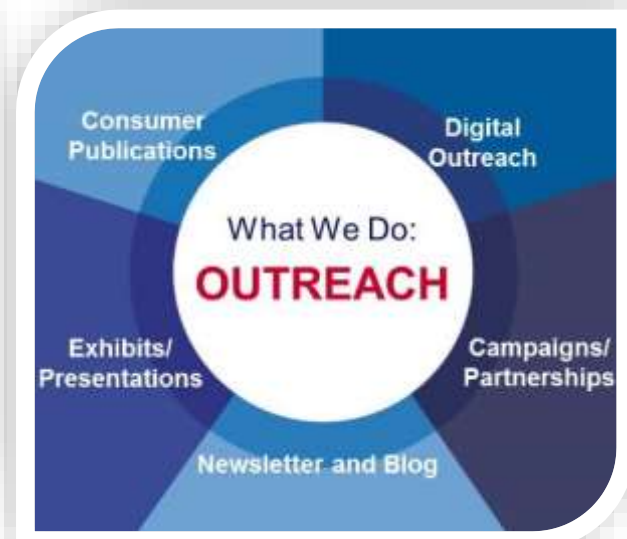 What We Do:
OUTREACH
Digital
Outreach
Campaigns/
Partnerships
Newsletter and Blog
Exhibits/
Presentations
Consumer
Publications